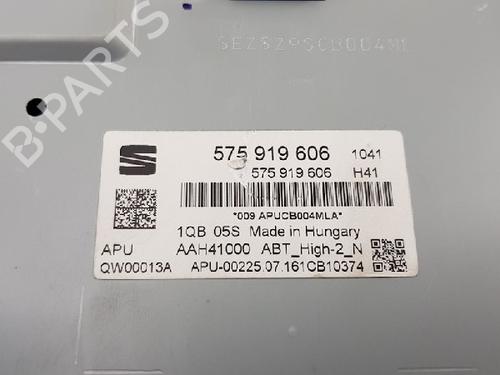 575 919 606 1041
575 919 606 H41
*009 APUCB004MLA*
1QB 05S Made in Hungary
APU AAH41000 ABT_High-2_N
QW00013A APU-00225.07.161CB10374
B-PARTS